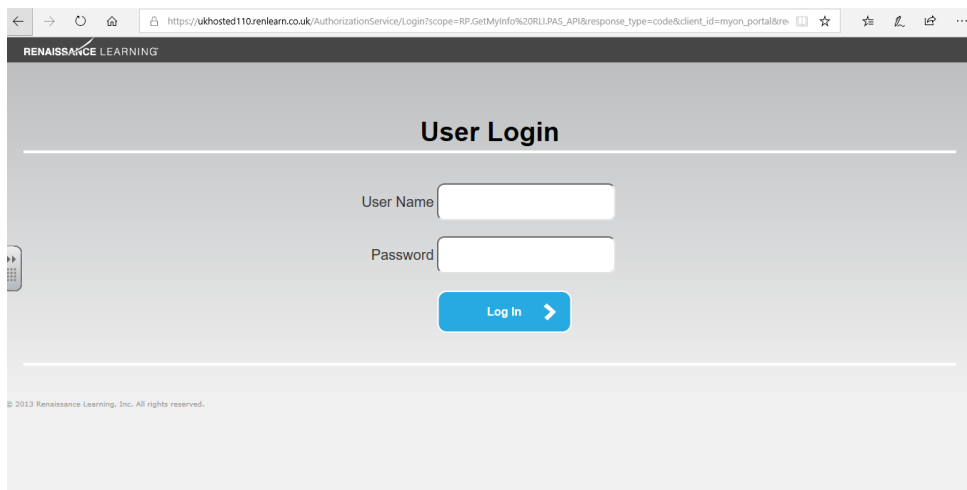 https://ukhosted110.renlearn.co.uk/AuthorizationService/Login?scope=RP.GetMyInfo%20RLI.PAS_API&response_type=code&client_id=myon_portal&re
RENAISSANCE LEARNING
User Login
User Name
Password
Log In
© 2013 Renaissance Learning, Inc. All rights reserved.